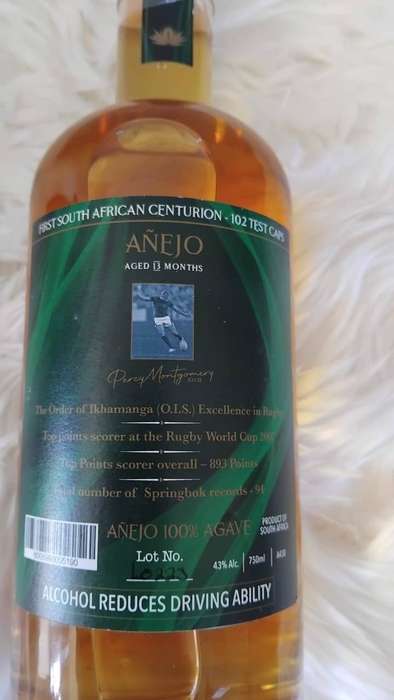 FIRST SOUTH AFRICAN CENTURION - 102 TEST CAPS
AÑEJO
AGED 13 MONTHS
Percy Montgomery
The Order of Ikhamanga (O.I.S.) Excellence in Rugby
Top points scorer at the Rugby World Cup
Top Points scorer overall – 893 Points
Total number of Springbok records - 94
AÑEJO 100% AGAVE
PRODUCT OF
SOUTH AFRICA
Lot No.
43% Alc. 750ml A430
ALCOHOL REDUCES DRIVING ABILITY